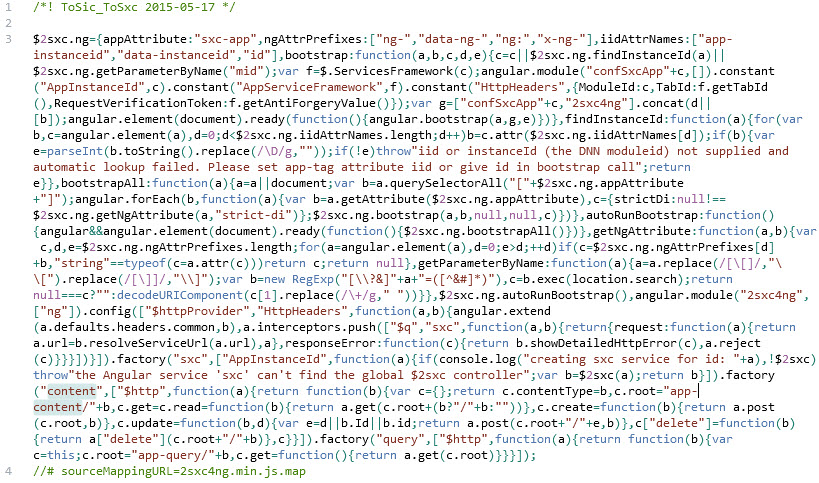 1 /*! ToSic_ToSxc 2015-05-17 */
2
3 $2sxc.ng={appAttribute:"sxc-app",ngAttrPrefixes:["ng-","data-ng-","ng:","x-ng-"],iidAttrNames:["app-
instanceid","data-instanceid","id"],bootstrap:function(a,b,c,d,e){c=c||$2sxc.ng.findInstanceId(a)||
$2sxc.ng.getParameterByName("mid");var f=$.ServicesFramework(c);angular.module("confSxcApp"+c,[]).constant
("AppInstanceId",c).constant("AppServiceFramework",f).constant("HttpHeaders",{ModuleId:c,TabId:f.getTabId
(),RequestVerificationToken:f.getAntiForgeryValue()});var g=["confSxcApp"+c,"2sxc4ng"].concat(d||
[b]);angular.element(document).ready(function(){angular.bootstrap(a,g,e)})},findInstanceId:function(a){for(var
b,c=angular.element(a),d=0;d<$2sxc.ng.iidAttrNames.length;d++)b=c.attr($2sxc.ng.iidAttrNames[d]);if(b){var
e=parseInt(b.toString().replace(/\D/g,""));if(!e)throw"iid or instanceId (the DNN moduleid) not supplied and
automatic lookup failed. Please set app-tag attribute iid or give id in bootstrap call";return
e}},bootstrapAll:function(a){a=a||document;var b=a.querySelectorAll("["+$2sxc.ng.appAttribute
+"]");angular.forEach(b,function(a){var b=a.getAttribute($2sxc.ng.appAttribute),c={strictDi:null!==
$2sxc.ng.getNgAttribute(a,"strict-di")};$2sxc.ng.bootstrap(a,b,null,null,c)})},autoRunBootstrap:function()
{angular&&angular.element(document).ready(function(){$2sxc.ng.bootstrapAll()})},getNgAttribute:function(a,b){var
c,d,e=$2sxc.ng.ngAttrPrefixes.length;for(a=angular.element(a),d=0;e>d;++d)if(c=$2sxc.ng.ngAttrPrefixes[d]
+b,"string"==typeof(c=a.attr(c)))return c;return null},getParameterByName:function(a){a=a.replace(/[\[]/,"\
\[").replace(/[\]]/,"\\]");var b=new RegExp("[\\?&]"+a+"=([^&#]*)"),c=b.exec(location.search);return
null===c?"":decodeURIComponent(c[1].replace(/\+/g," "))}},$2sxc.ng.autoRunBootstrap(),angular.module("2sxc4ng",
["ng"]).config(["$httpProvider","HttpHeaders",function(a,b){angular.extend
(a.defaults.headers.common,b),a.interceptors.push(["$q","sxc",function(a,b){return{request:function(a){return
a.url=b.resolveServiceUrl(a.url),a},responseError:function(c){return b.showDetailedHttpError(c),a.reject
(c)}}}])}]).factory("sxc",["AppInstanceId",function(a){if(console.log("creating sxc service for id: "+a),!$2sxc)
throw"the Angular service 'sxc' can't find the global $2sxc controller";var b=$2sxc(a);return b}]).factory
("content",["$http",function(a){return function(b){var c={};return c.contentType=b,c.root="app-
content/"+b,c.get=c.read=function(b){return a.get(c.root+(b?"/"+b:""))},c.create=function(b){return a.post
(c.root,b)},c.update=function(b,d){var e=d||b.Id||b.id;return a.post(c.root+"/"+e,b)},c["delete"]=function(b)
{return a["delete"](c.root+"/"+b)},c}}]).factory("query",["$http",function(a){return function(b){var
c=this;c.root="app-query/"+b,c.get=function(){return a.get(c.root)}}}]);
4 //# sourceMappingURL=2sxc4ng.min.js.map